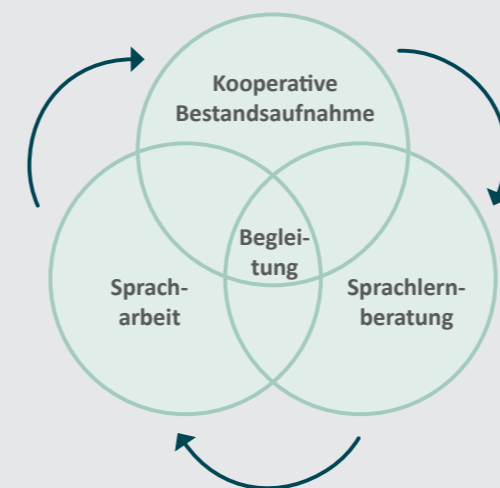 Kooperative
Bestandsaufnahme
Beglei-
tung
Sprach-
arbeit
Sprachlern-
beratung